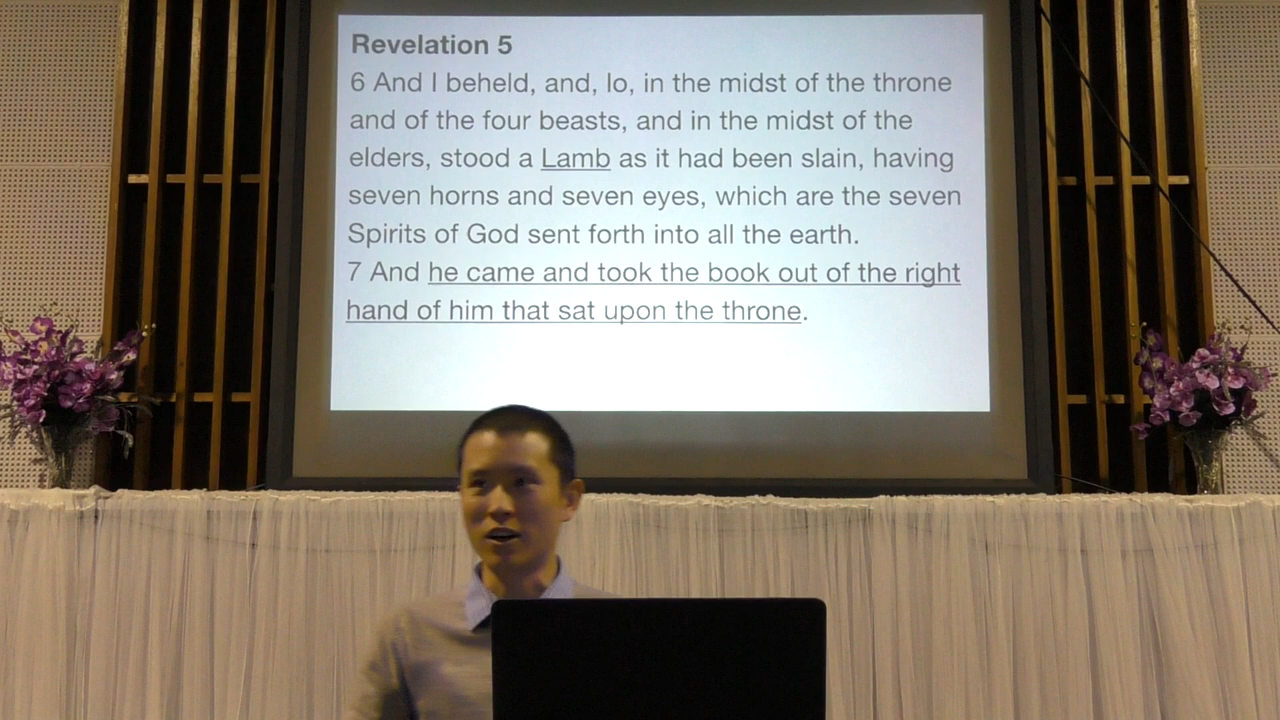 Revelation 5
6 And I beheld, and, lo, in the midst of the throne
and of the four beasts, and in the midst of the
elders, stood a Lamb as it had been slain, having
seven horns and seven eyes, which are the seven
Spirits of God sent forth into all the earth.
7 And he came and took the book out of the right
hand of him that sat upon the throne.